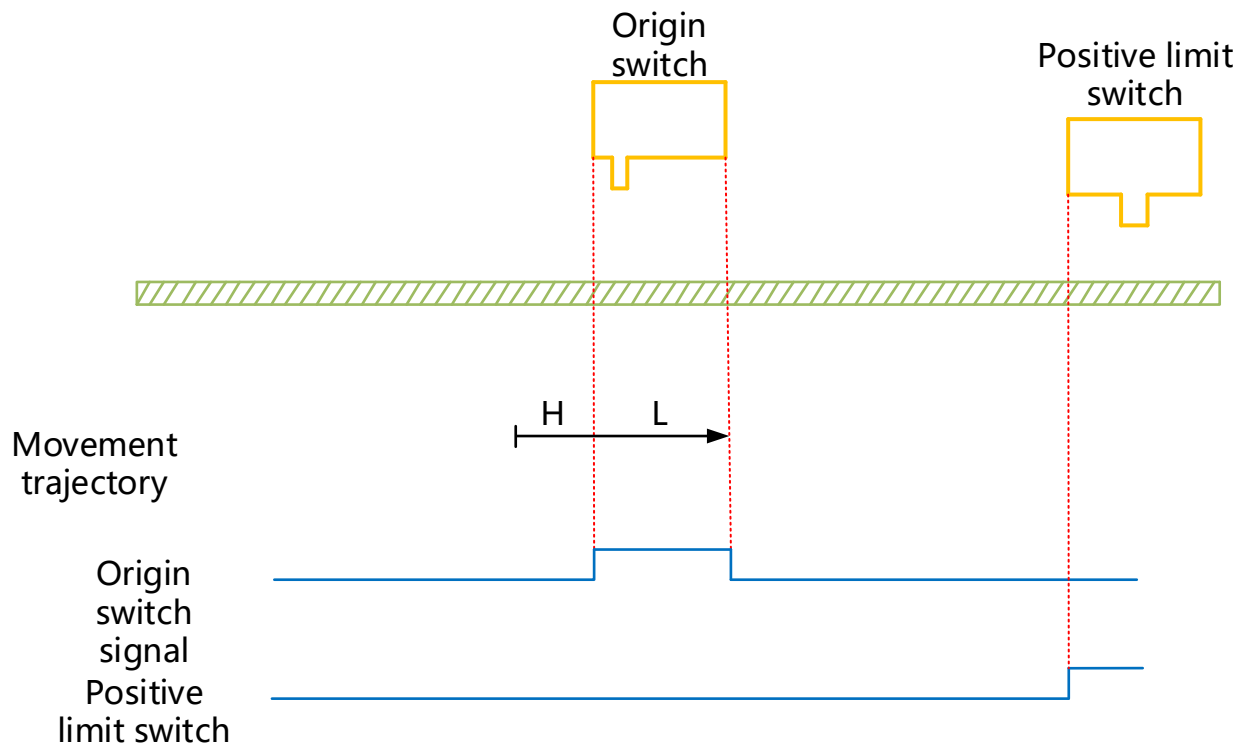 Origin
switch
Positive limit
switch
H
L
Movement
trajectory
Origin
switch
signal
Positive
limit switch